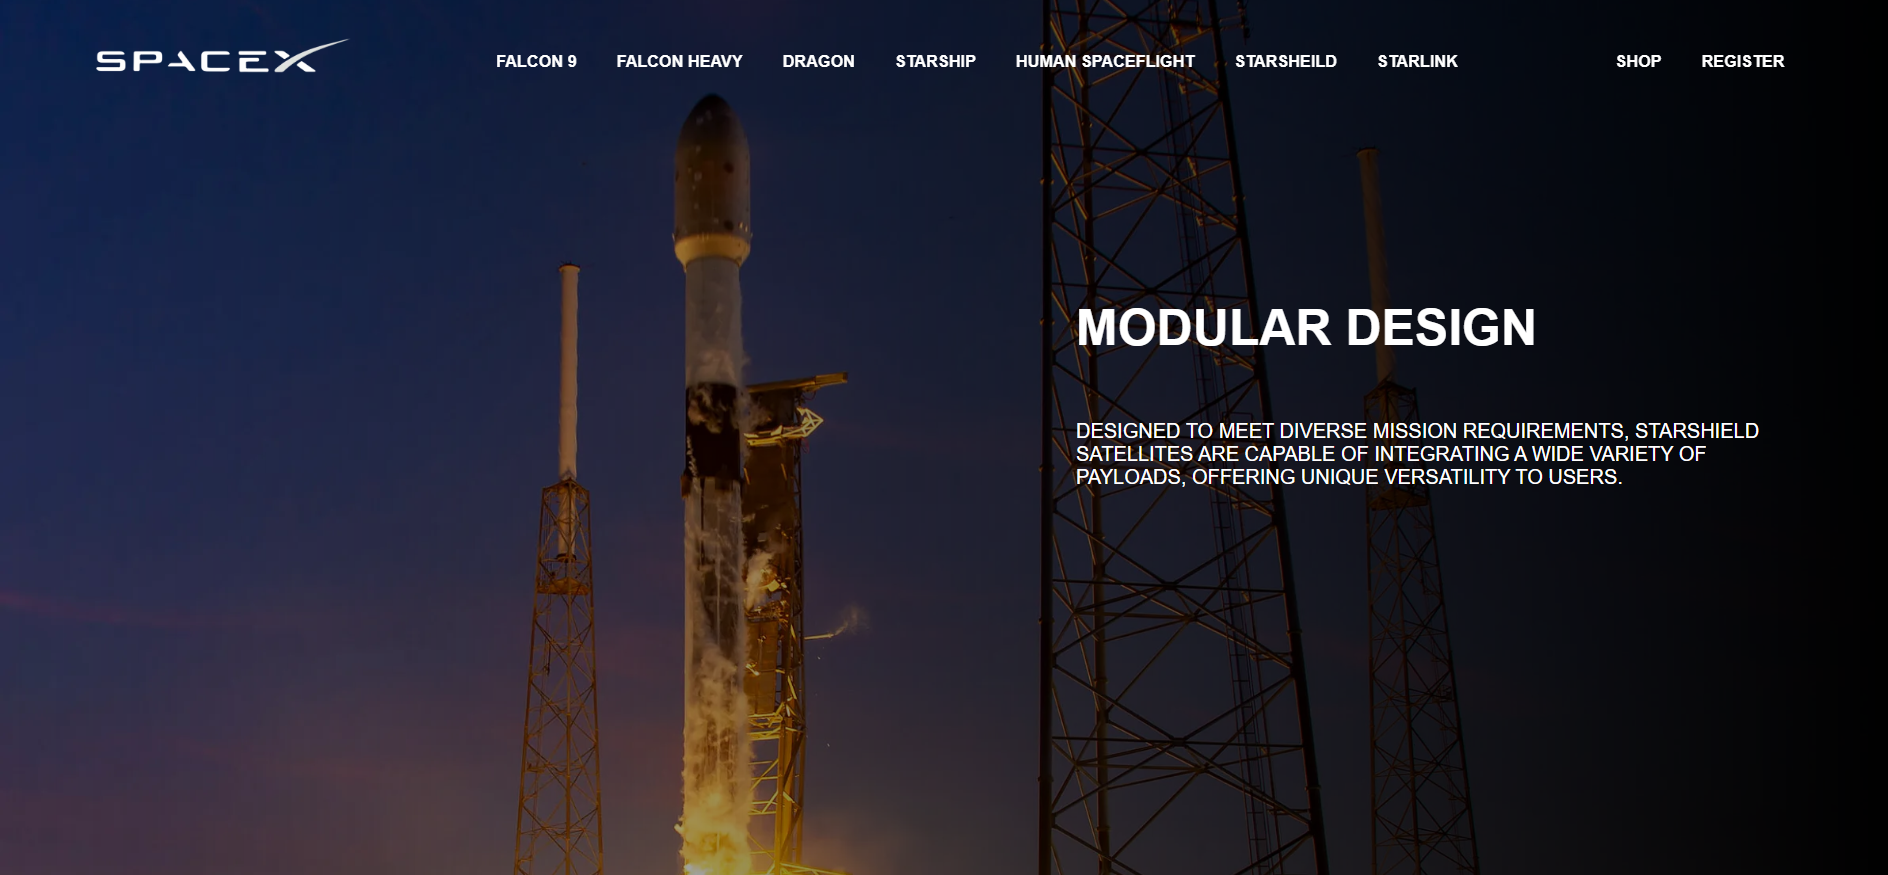 SPACEX
FALCON 9 FALCON HEAVY DRAGON STARSHIP HUMAN SPACEFLIGHT STARSHEILD STARLINK SHOP REGISTER
MODULAR DESIGN
DESIGNED TO MEET DIVERSE MISSION REQUIREMENTS, STARSHIELD
SATELLITES ARE CAPABLE OF INTEGRATING A WIDE VARIETY OF
PAYLOADS, OFFERING UNIQUE VERSATILITY TO USERS.